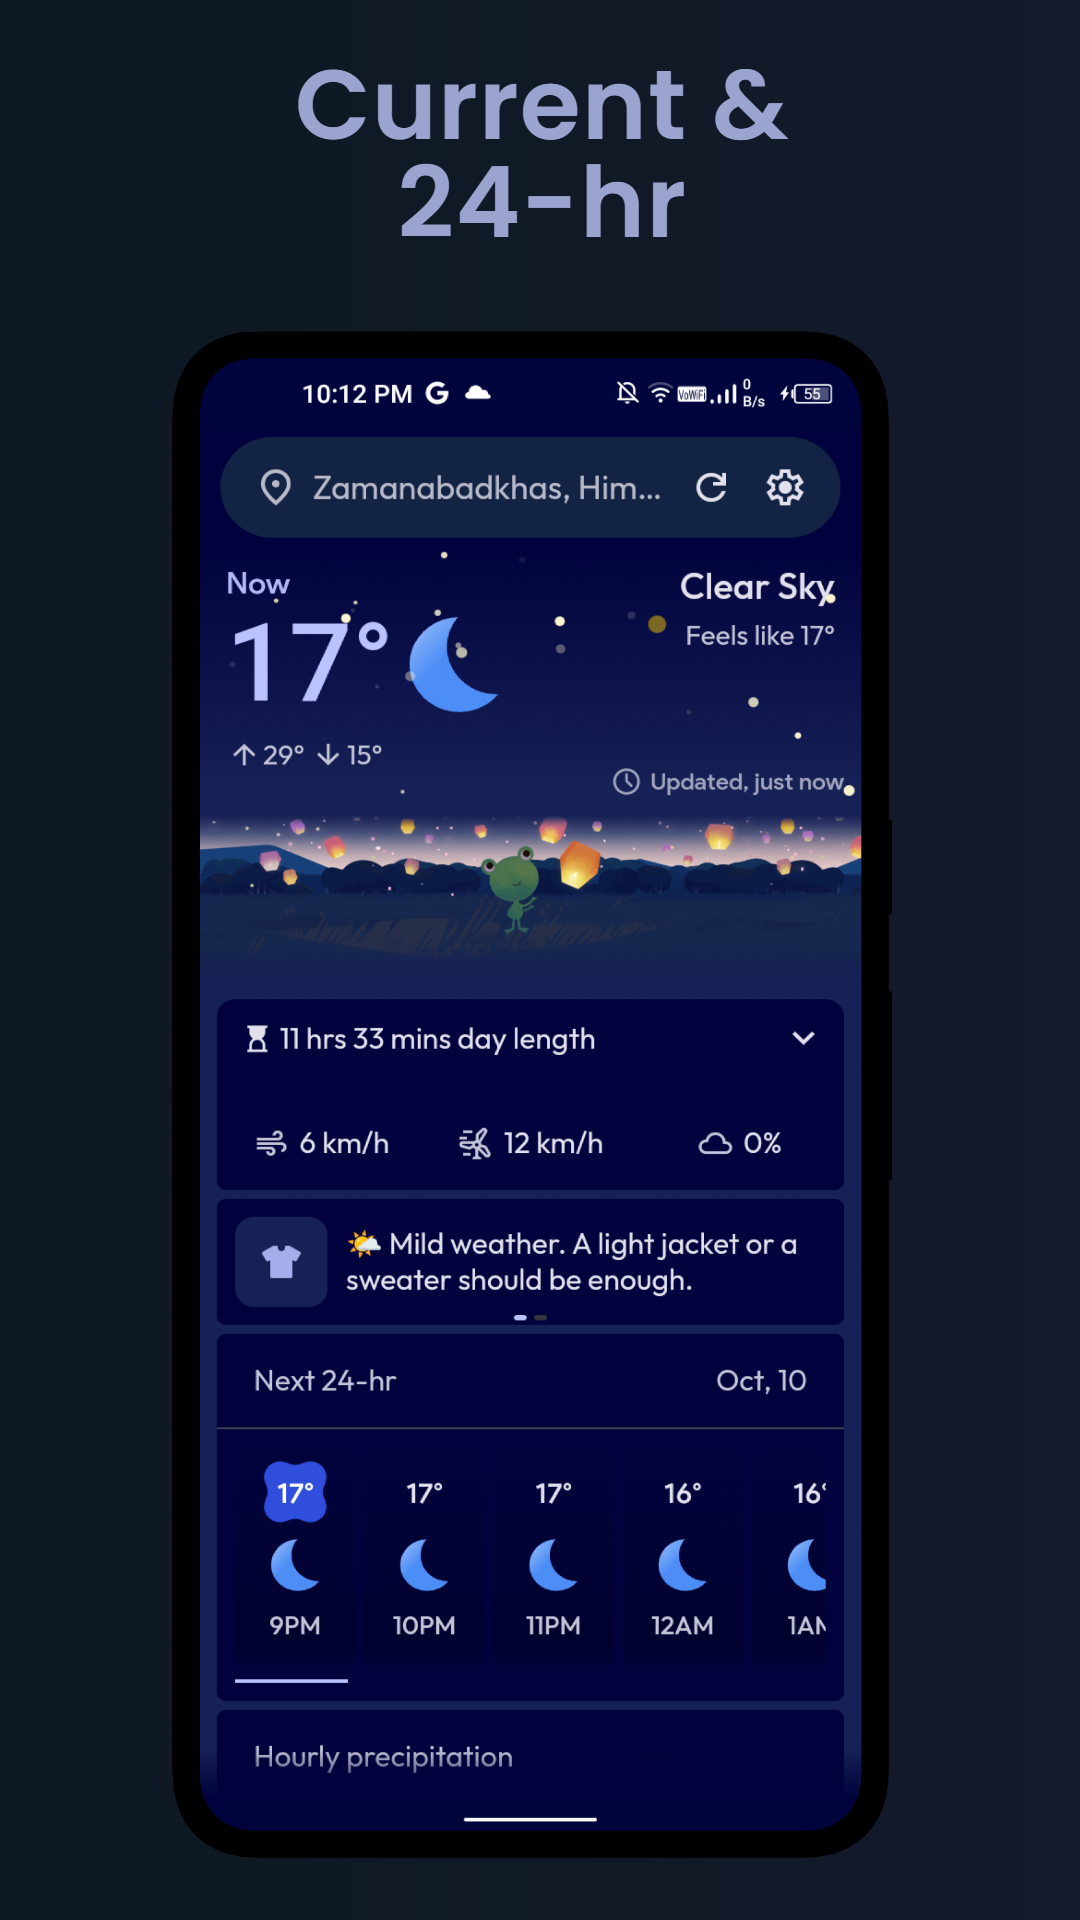 Current &
24-hr
10:12 PM G VoWiFi 0 B/s 55
Zamanabadkhas, Him...
Now
Clear Sky
17°
Feels like 17°
↑ 29° ↓ 15°
Updated, just now
11 hrs 33 mins day length
6 km/h 12 km/h 0%
Mild weather. A light jacket or a
sweater should be enough.
Next 24-hr Oct, 10
17° 17° 17° 16° 16°
9PM 10PM 11PM 12AM 1AM
Hourly precipitation